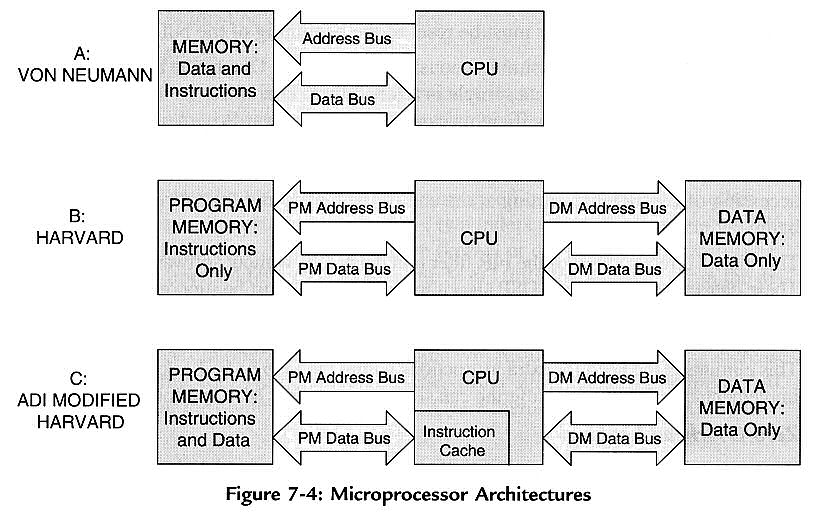 A:
VON NEUMANN
MEMORY:
Data and
Instructions
Address Bus
Data Bus
CPU
B:
HARVARD
PROGRAM
MEMORY:
Instructions
Only
PM Address Bus
PM Data Bus
CPU
DM Address Bus
DM Data Bus
DATA
MEMORY:
Data Only
C:
ADI MODIFIED
HARVARD
PROGRAM
MEMORY:
Instructions
and Data
PM Address Bus
PM Data Bus
CPU
Instruction
Cache
DM Address Bus
DM Data Bus
DATA
MEMORY:
Data Only
Figure 7-4: Microprocessor Architectures